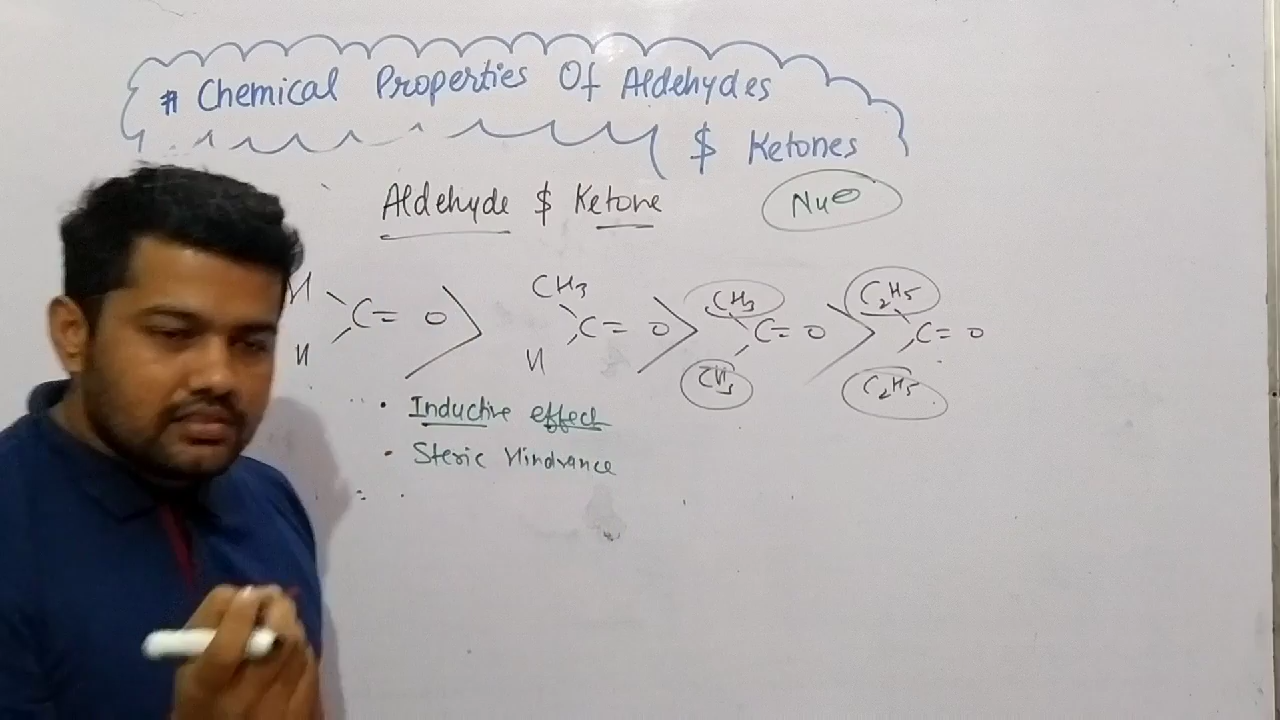 # Chemical Properties Of Aldehydes
$ Ketones
Aldehyde $ Ketone
Nu⊖
H CH3 CH3 C2H5
C = O > C = O > C = O > C = O
H H CH3 C2H5
• Inductive effect
• Steric Hindrance